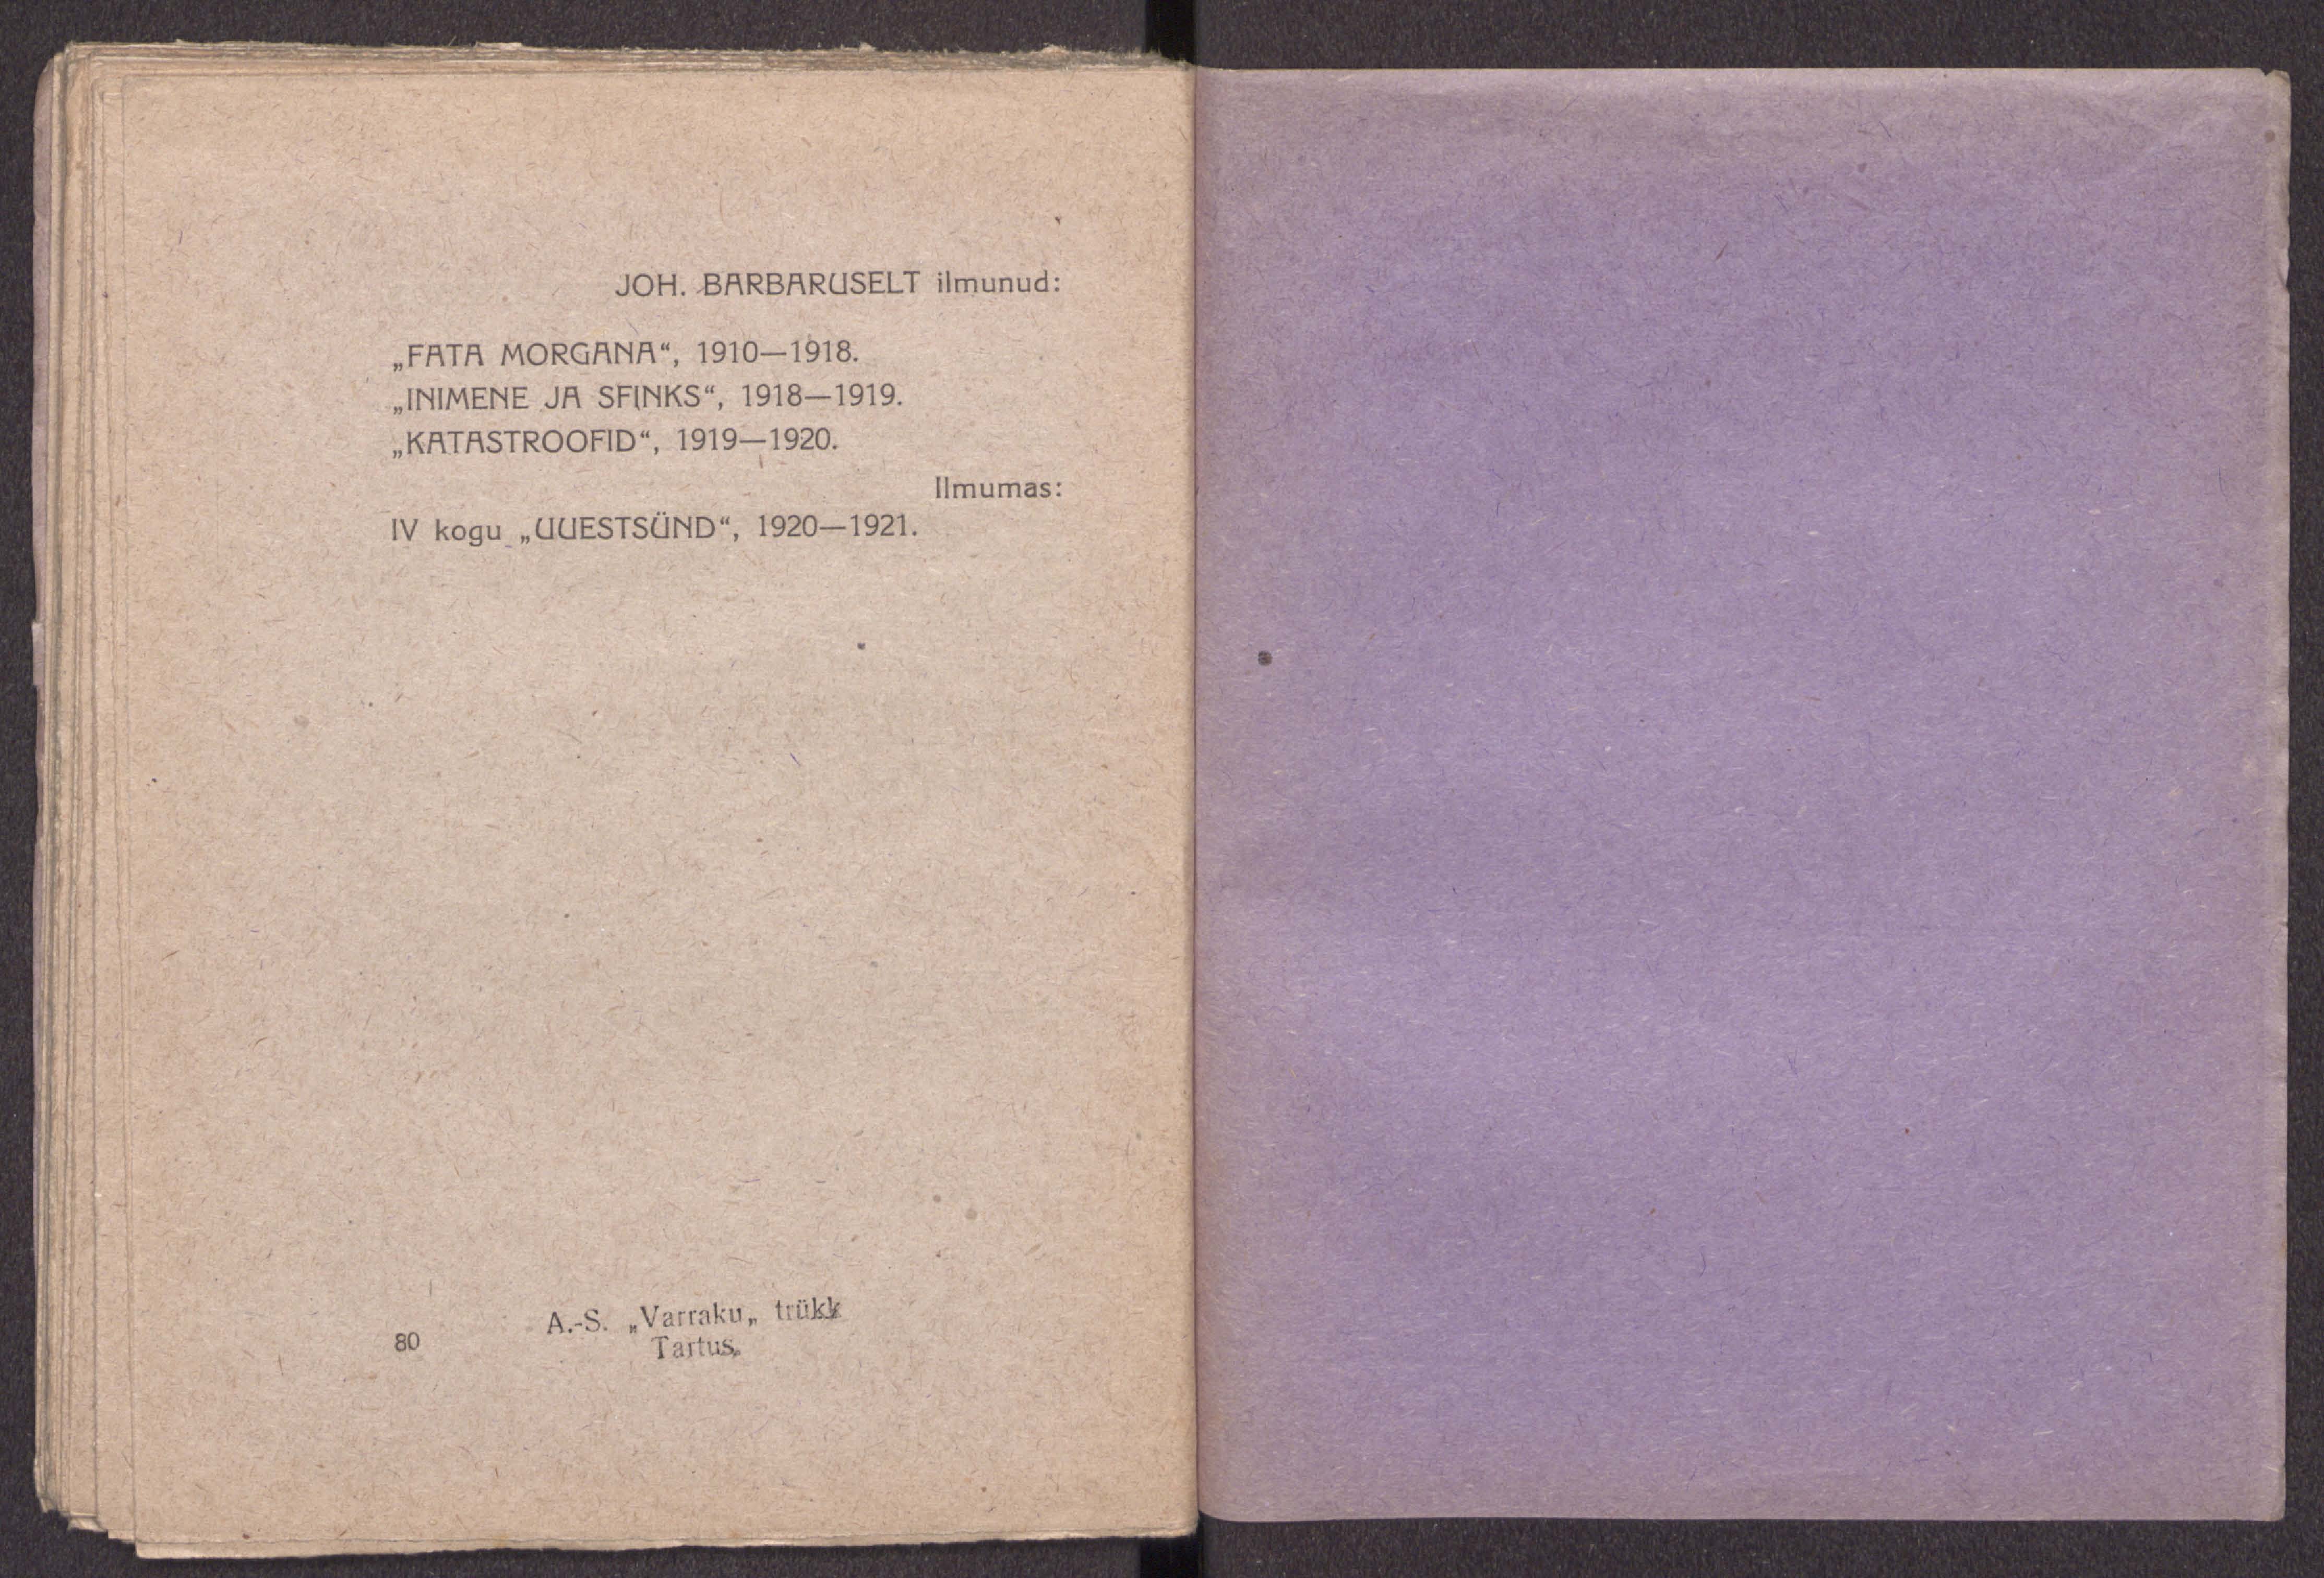 JOH. BARBARUSELT ilmunud:
„FATA MORGANA“, 1910—1918.
„INIMENE JA SFINKS“, 1918—1919.
„KATASTROOFID“, 1919—1920.
Ilmumas:
IV kogu „UUESTSÜND“, 1920—1921.
A.-S. „Varraku„ trükk
Tartus.
80